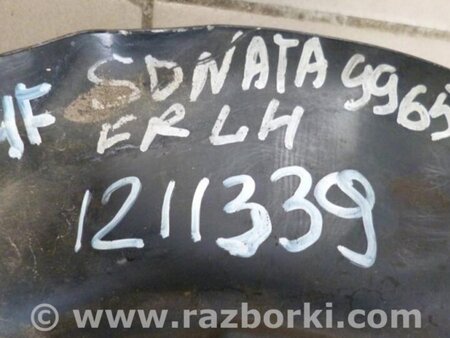 SONATA 9965
HF FR LH
1211339
www.razborki.com